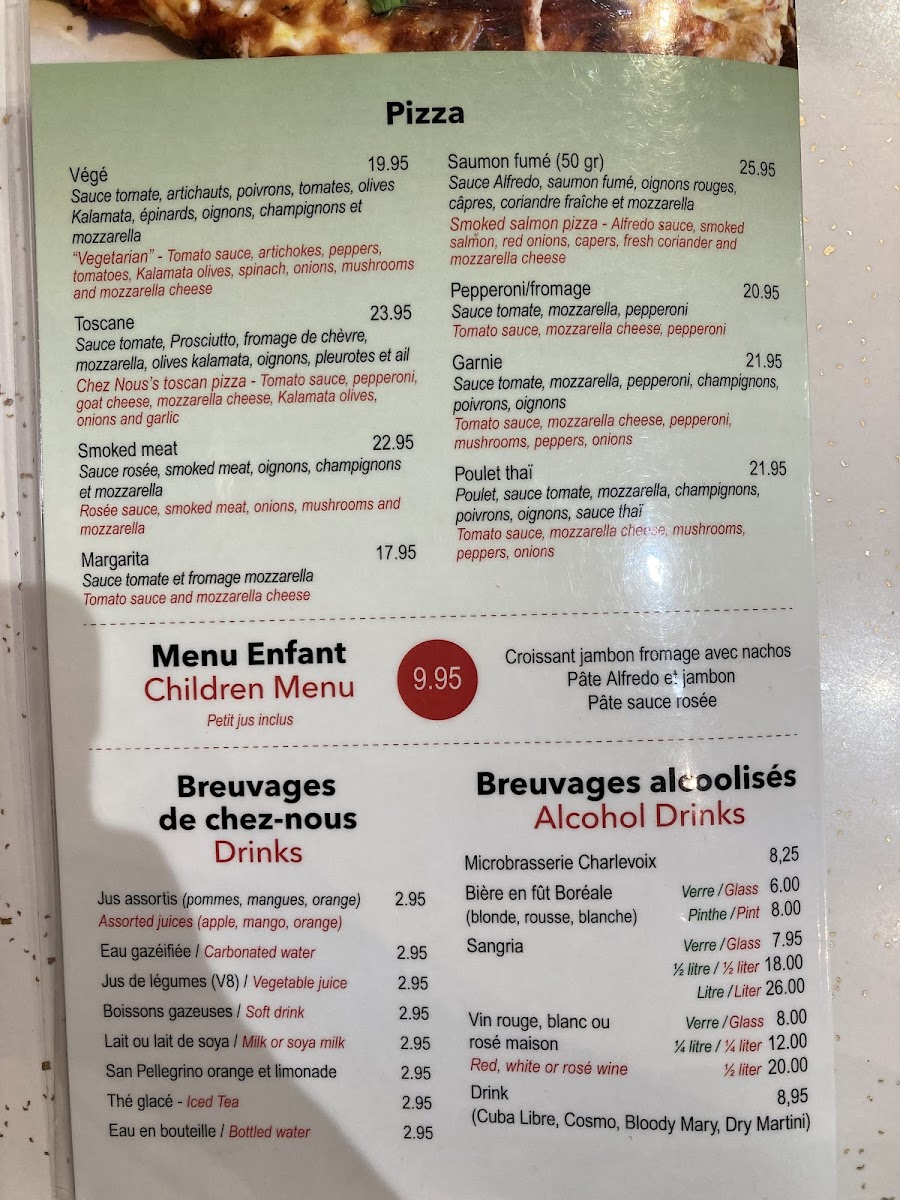 Pizza
Végé 19.95
Sauce tomate, artichauts, poivrons, tomates, olives
Kalamata, épinards, oignons, champignons et
mozzarella
"Vegetarian" - Tomato sauce, artichokes, peppers,
tomatoes, Kalamata olives, spinach, onions, mushrooms
and mozzarella cheese
Toscane 23.95
Sauce tomate, Prosciutto, fromage de chèvre,
mozzarella, olives kalamata, oignons, pleurotes et ail
Chez Nous's toscan pizza - Tomato sauce, pepperoni,
goat cheese, mozzarella cheese, Kalamata olives,
onions and garlic
Smoked meat 22.95
Sauce rosée, smoked meat, oignons, champignons
et mozzarella
Rosée sauce, smoked meat, onions, mushrooms and
mozzarella
Margarita 17.95
Sauce tomate et fromage mozzarella
Tomato sauce and mozzarella cheese
Saumon fumé (50 gr) 25.95
Sauce Alfredo, saumon fumé, oignons rouges,
câpres, coriandre fraîche et mozzarella
Smoked salmon pizza - Alfredo sauce, smoked
salmon, red onions, capers, fresh coriander and
mozzarella cheese
Pepperoni/fromage 20.95
Sauce tomate, mozzarella, pepperoni
Tomato sauce, mozzarella cheese, pepperoni
Garnie 21.95
Sauce tomate, mozzarella, pepperoni, champignons,
poivrons, oignons
Tomato sauce, mozzarella cheese, pepperoni,
mushrooms, peppers, onions
Poulet thaï 21.95
Poulet, sauce tomate, mozzarella, champignons,
poivrons, oignons, sauce thaï
Tomato sauce, mozzarella cheese, mushrooms,
peppers, onions
Menu Enfant
Children Menu
Petit jus inclus
9.95
Croissant jambon fromage avec nachos
Pâte Alfredo et jambon
Pâte sauce rosée
Breuvages
de chez-nous
Drinks
Jus assortis (pommes, mangues, orange) 2.95
Assorted juices (apple, mango, orange)
Eau gazéifiée / Carbonated water 2.95
Jus de légumes (V8) / Vegetable juice 2.95
Boissons gazeuses / Soft drink 2.95
Lait ou lait de soya / Milk or soya milk 2.95
San Pellegrino orange et limonade 2.95
Thé glacé - Iced Tea 2.95
Eau en bouteille / Bottled water 2.95
Breuvages alcoolisés
Alcohol Drinks
Microbrasserie Charlevoix 8,25
Bière en fût Boréale Verre / Glass 6.00
(blonde, rousse, blanche) Pinthe / Pint 8.00
Sangria Verre / Glass 7.95
½ litre / ½ liter 18.00
Litre / Liter 26.00
Vin rouge, blanc ou Verre / Glass 8.00
rosé maison ¼ litre / ¼ liter 12.00
Red, white or rosé wine ½ liter 20.00
Drink 8,95
(Cuba Libre, Cosmo, Bloody Mary, Dry Martini)